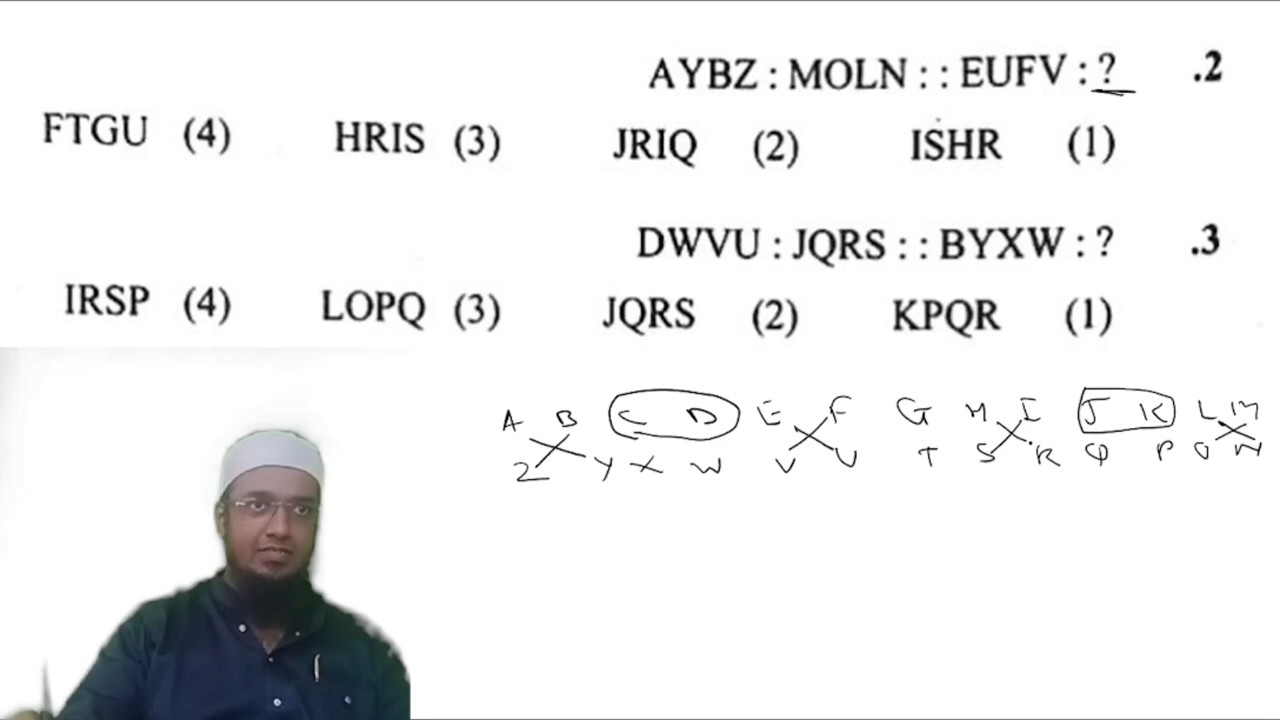 AYBZ : MOLN : : EUFV : ? .2
FTGU (4) HRIS (3) JRIQ (2) ISHR (1)
DWVU : JQRS : : BYXW : ? .3
IRSP (4) LOPQ (3) JQRS (2) KPQR (1)
A B C D E F G H I J K L M
Z Y X W V U T S R Q P O N